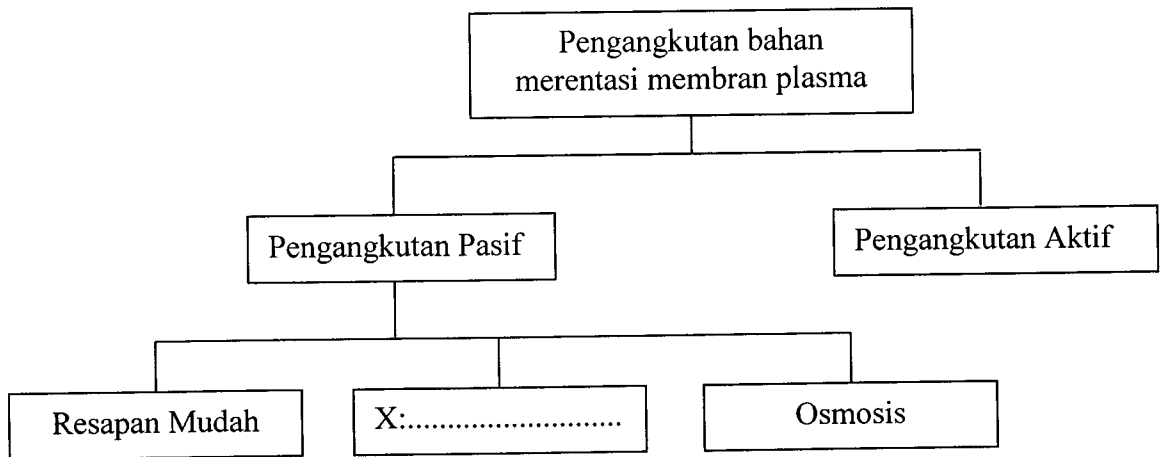 Pengangkutan bahan
merentasi membran plasma
Pengangkutan Pasif
Pengangkutan Aktif
Resapan Mudah
X:...........................
Osmosis